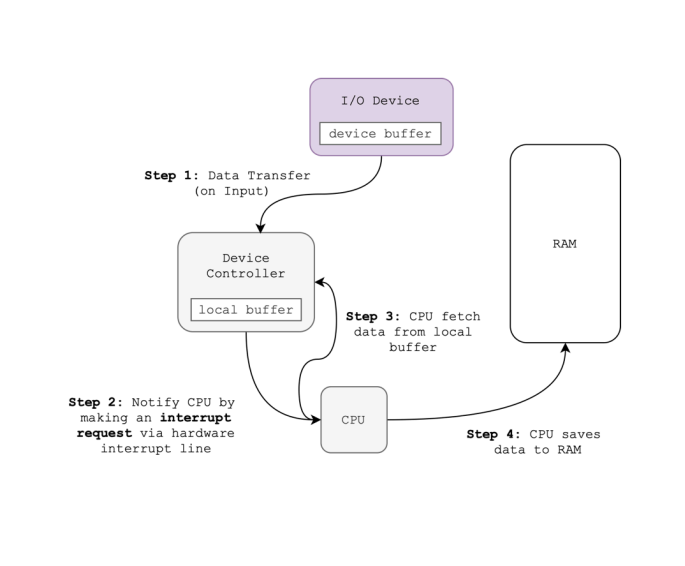 I/O Device
device buffer
Step 1: Data Transfer
(on Input)
Device
Controller
local buffer
RAM
Step 3: CPU fetch
data from local
buffer
Step 2: Notify CPU by
making an interrupt
request via hardware
interrupt line
CPU
Step 4: CPU saves
data to RAM